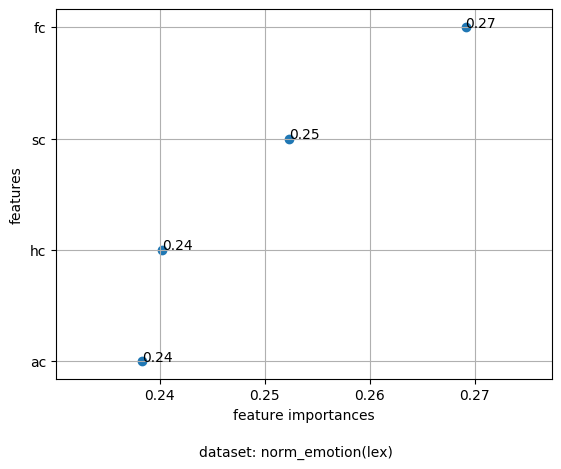 fc
0.27
sc
0.25
features
hc
0.24
ac
0.24
0.24 0.25 0.26 0.27
feature importances
dataset: norm_emotion(lex)